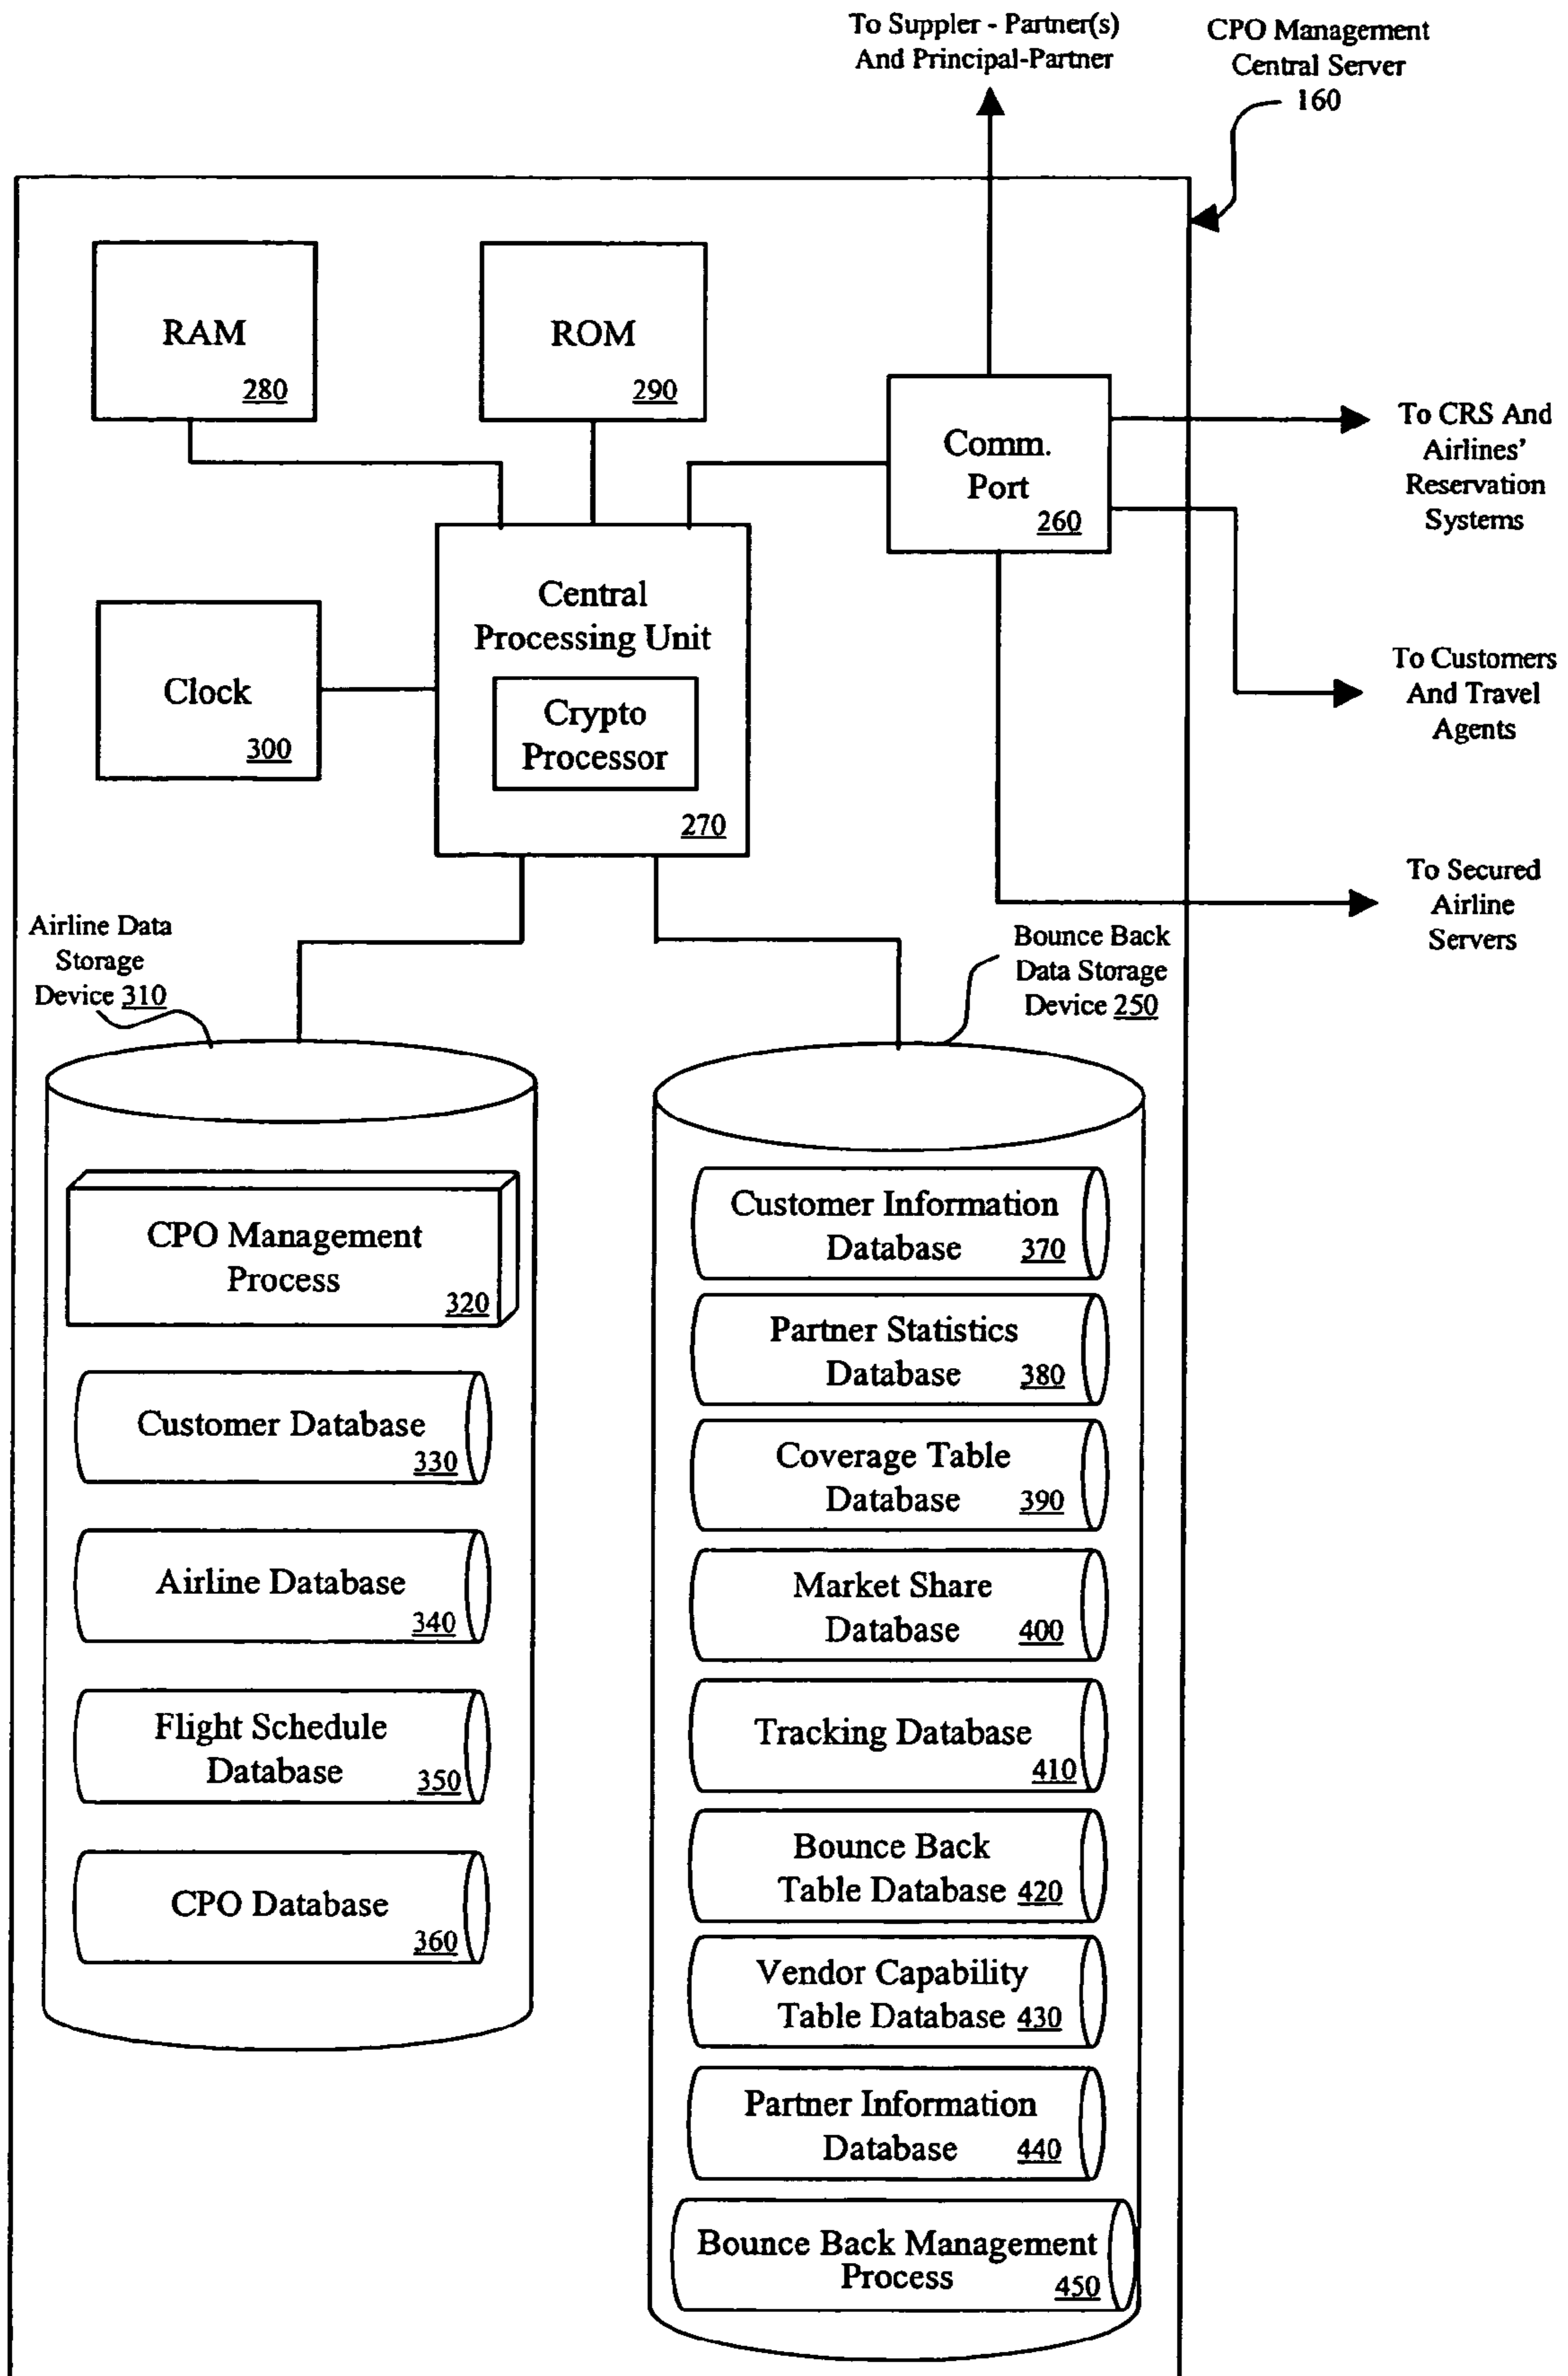 To Suppler - Partner(s)
And Principal-Partner
CPO Management
Central Server
160
RAM
280
ROM
290
Comm.
Port
260
To CRS And
Airlines'
Reservation
Systems
Central
Processing Unit
Crypto
Processor
270
Clock
300
To Customers
And Travel
Agents
To Secured
Airline
Servers
Airline Data
Storage
Device 310
Bounce Back
Data Storage
Device 250
CPO Management
Process
320
Customer Database
330
Airline Database
340
Flight Schedule
Database 350
CPO Database
360
Customer Information
Database 370
Partner Statistics
Database 380
Coverage Table
Database 390
Market Share
Database 400
Tracking Database
410
Bounce Back
Table Database 420
Vendor Capability
Table Database 430
Partner Information
Database 440
Bounce Back Management
Process 450